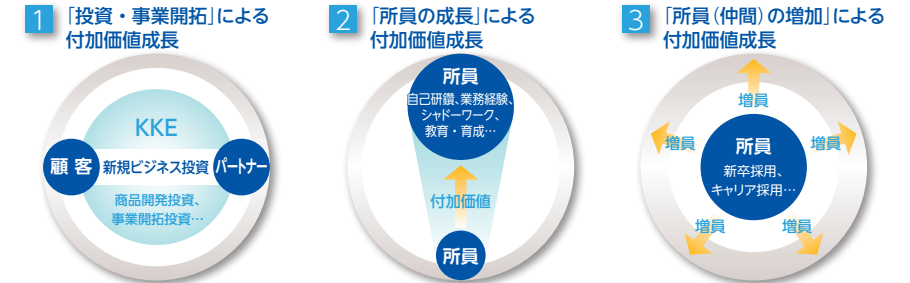 1 「投資・事業開拓」による
付加価値成長
KKE
顧客 新規ビジネス投資 パートナー
商品開発投資、
事業開拓投資…
2 「所員の成長」による
付加価値成長
所員
自己研鑽、業務経験、
シャドーワーク、
教育・育成…
付加価値
所員
3 「所員(仲間)の増加」による
付加価値成長
増員
増員
増員
所員
新卒採用、
キャリア採用…
増員
増員